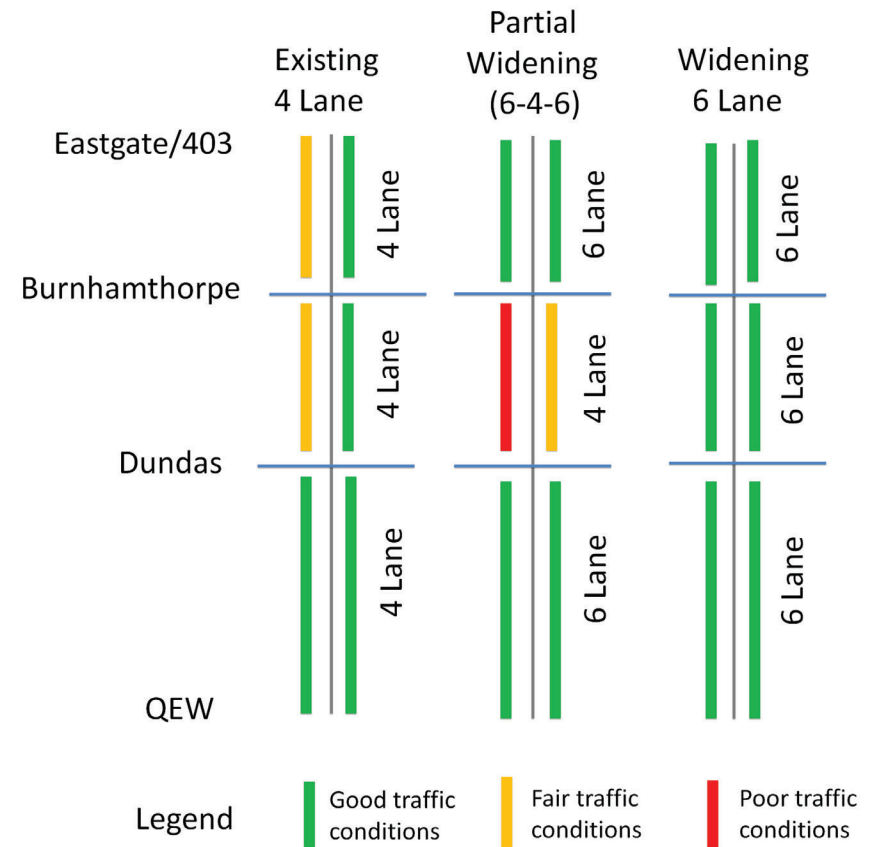 Existing
4 Lane
Partial
Widening
(6-4-6)
Widening
6 Lane
Eastgate/403
4 Lane
6 Lane
6 Lane
Burnhamthorpe
4 Lane
4 Lane
6 Lane
Dundas
4 Lane
6 Lane
6 Lane
QEW
Legend
Good traffic
conditions
Fair traffic
conditions
Poor traffic
conditions